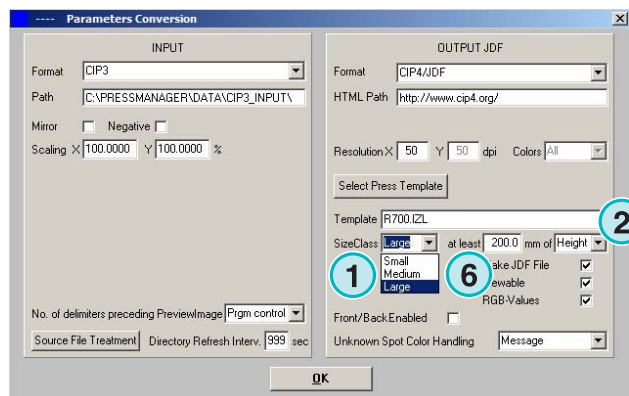 ---- Parameters Conversion
INPUT
Format CIP3
Path C:\PRESSMANAGER\DATA\CIP3_INPUT\
Mirror Negative
Scaling X 100.0000 Y 100.0000 %
No. of delimiters preceding PreviewImage Prgm control
Source File Treatment Directory Refresh Interv. 999 sec
OUTPUT JDF
Format CIP4/JDF
HTML Path http://www.cip4.org/
Resolution X 50 Y 50 dpi Colors All
Select Press Template
Template R700.IZL
2
SizeClass Large at least 200.0 mm of Height
1
Small
Medium
Large
6
JDF File
RGB-Values
Front/Back Enabled
Unknown Spot Color Handling Message
OK